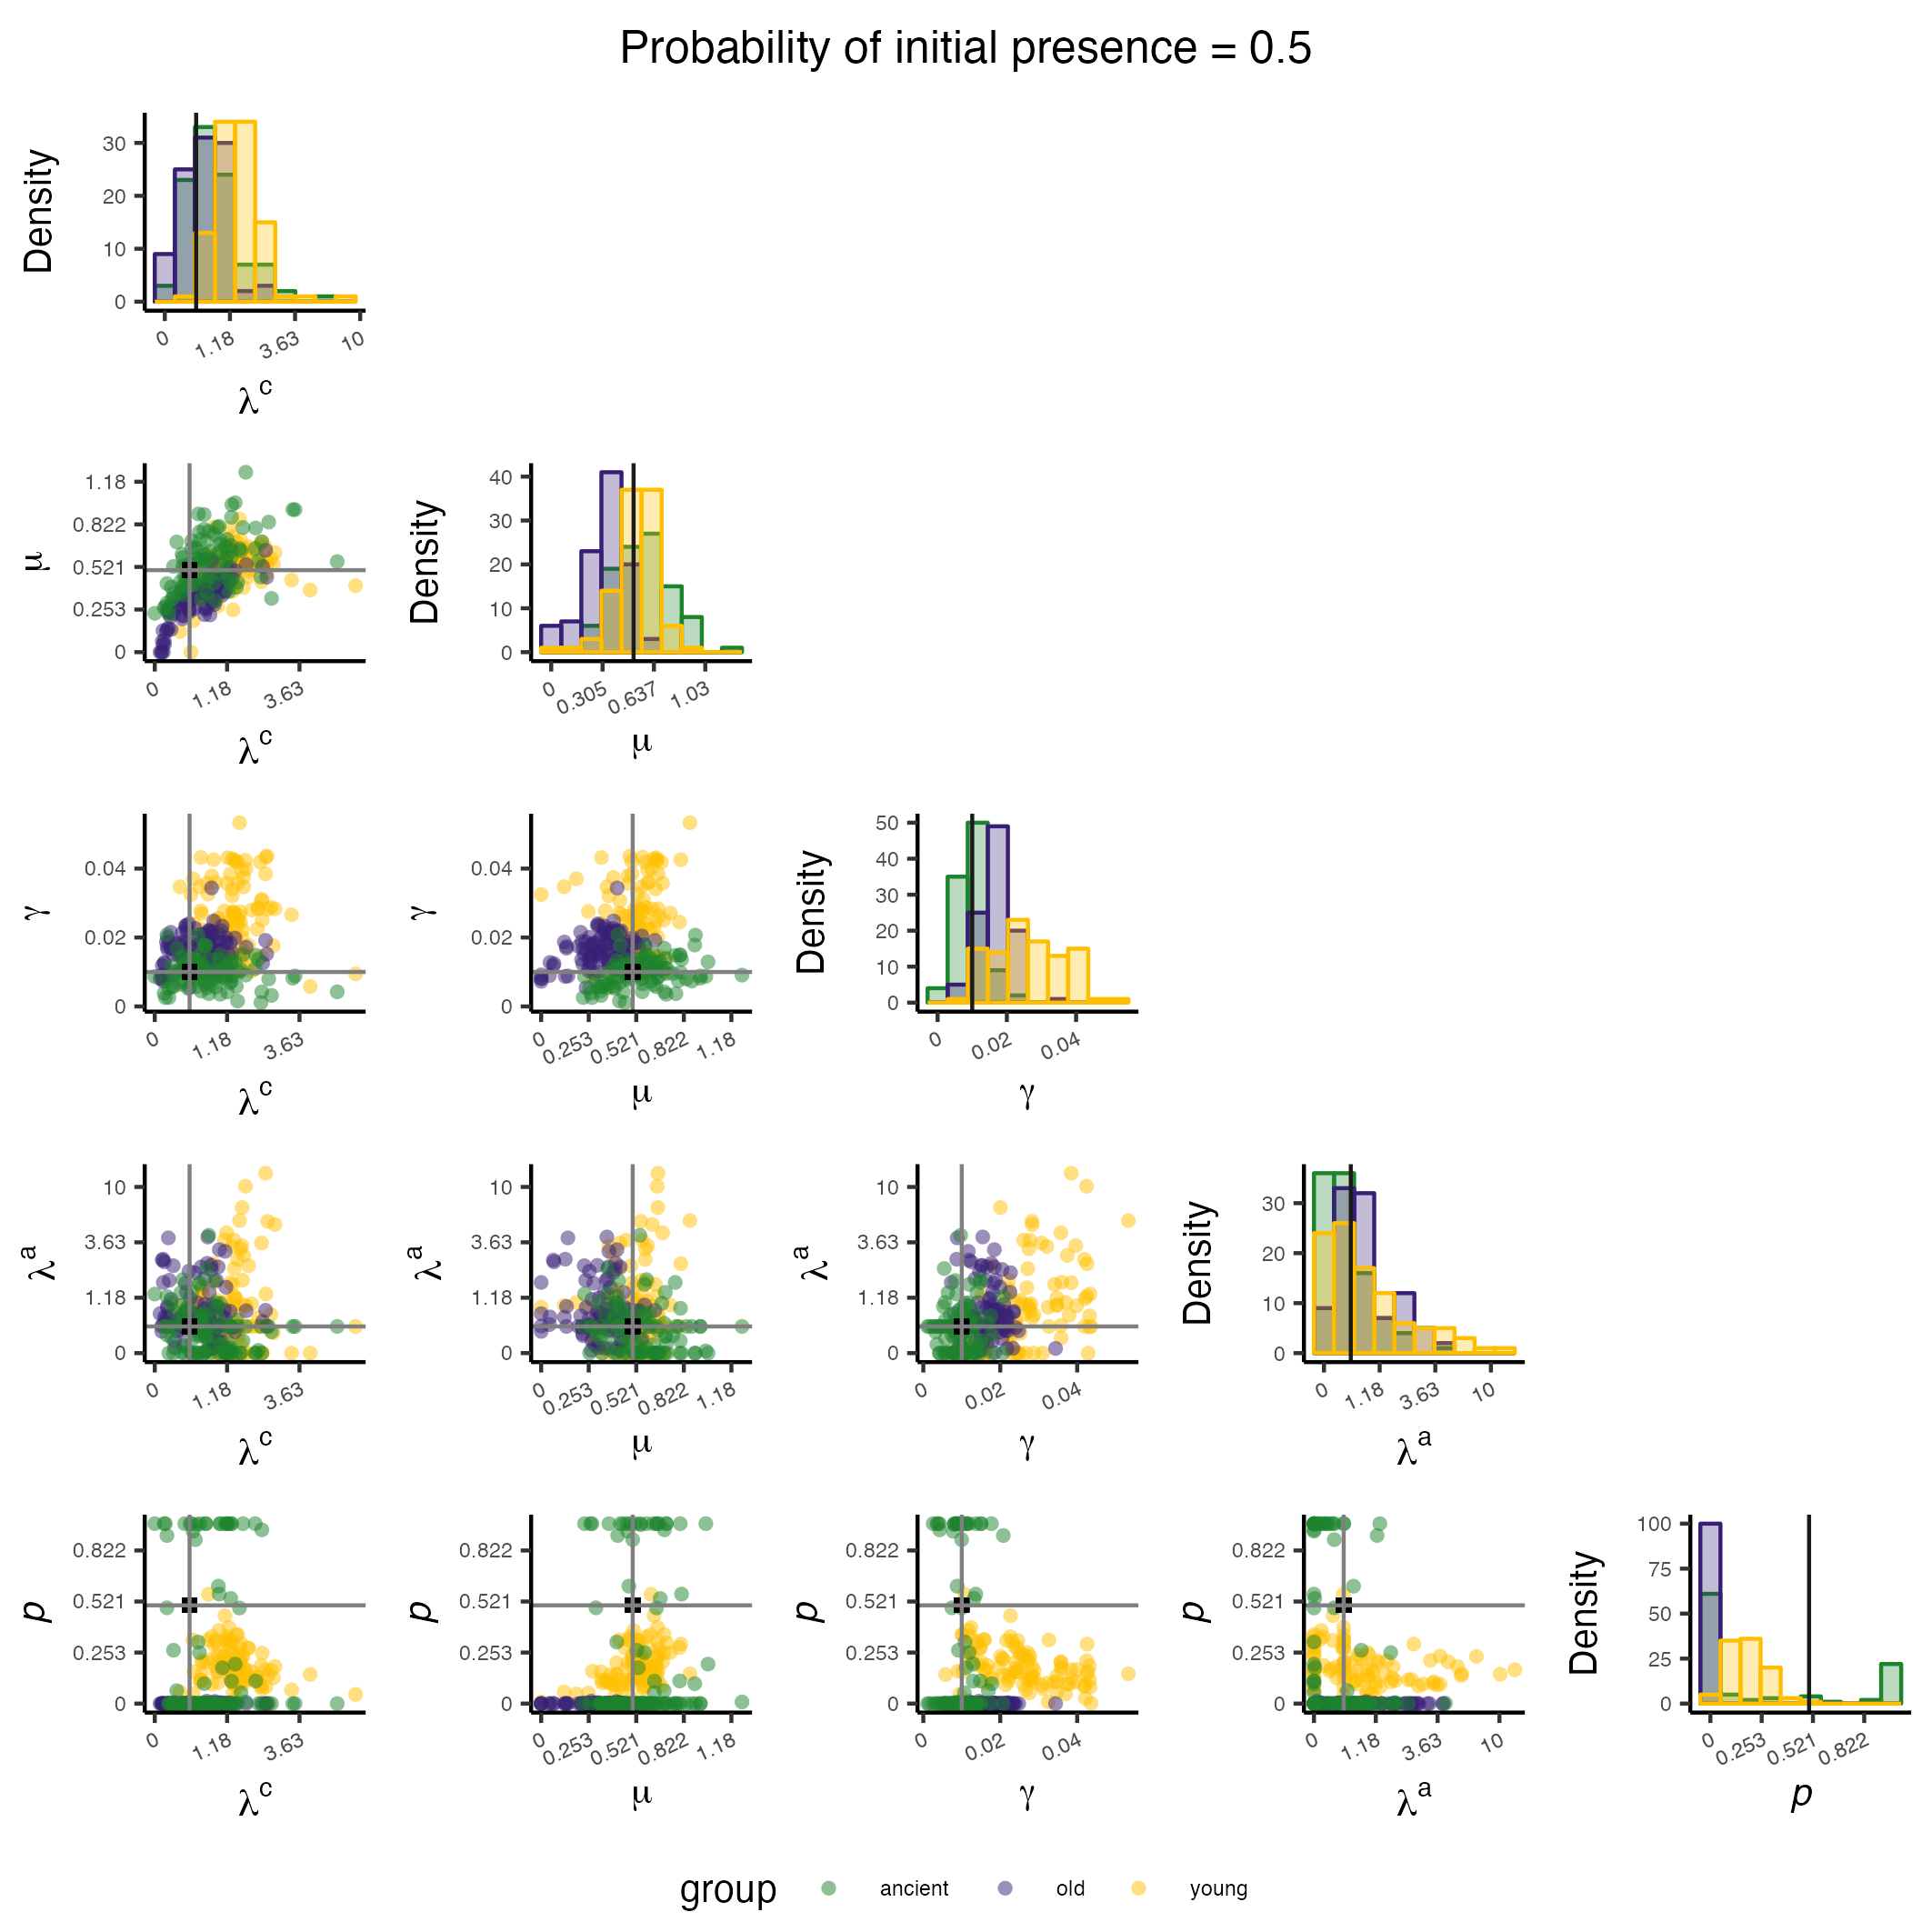 Probability of initial presence = 0.5
Density
30
20
10
0
0 1.18 3.63 10
λc
μ
1.18
0.822
0.521
0.253
0
0 1.18 3.63
λc
Density
40
30
20
10
0
0 0.305 0.637 1.03
μ
γ
0.04
0.02
0
0 1.18 3.63
λc
γ
0.04
0.02
0
0 0.253 0.521 0.822 1.18
μ
Density
50
40
30
20
10
0
0 0.02 0.04
γ
λa
10
3.63
1.18
0
0 1.18 3.63
λc
λa
10
3.63
1.18
0
0 0.253 0.521 0.822 1.18
μ
λa
10
3.63
1.18
0
0 0.02 0.04
γ
Density
30
20
10
0
0 1.18 3.63 10
λa
p
0.822
0.521
0.253
0
0 1.18 3.63
λc
p
0.822
0.521
0.253
0
0 0.253 0.521 0.822 1.18
μ
p
0.822
0.521
0.253
0
0 0.02 0.04
γ
p
0.822
0.521
0.253
0
0 1.18 3.63 10
λa
Density
100
75
50
25
0
0 0.253 0.521 0.822
p
group ancient old young